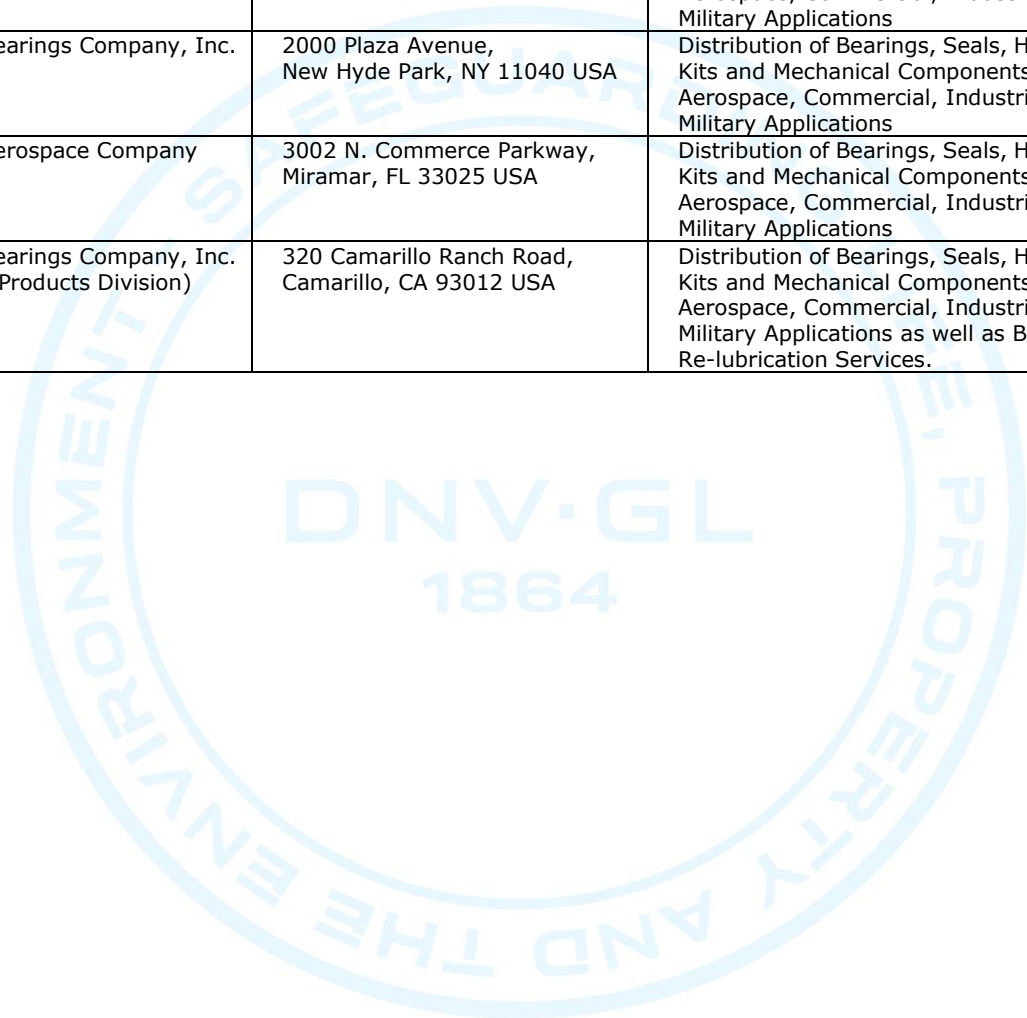 Military Applications
earings Company, Inc.
2000 Plaza Avenue,
New Hyde Park, NY 11040 USA
Distribution of Bearings, Seals, H
Kits and Mechanical Components
Aerospace, Commercial, Industri
Military Applications
erospace Company
3002 N. Commerce Parkway,
Miramar, FL 33025 USA
Distribution of Bearings, Seals, H
Kits and Mechanical Components
Aerospace, Commercial, Industri
Military Applications
earings Company, Inc.
Products Division)
320 Camarillo Ranch Road,
Camarillo, CA 93012 USA
Distribution of Bearings, Seals, H
Kits and Mechanical Components
Aerospace, Commercial, Industri
Military Applications as well as B
Re-lubrication Services.
SAFEGUARD LIFE, PROPERTY AND THE ENVIRONMENT
DNV·GL
1864